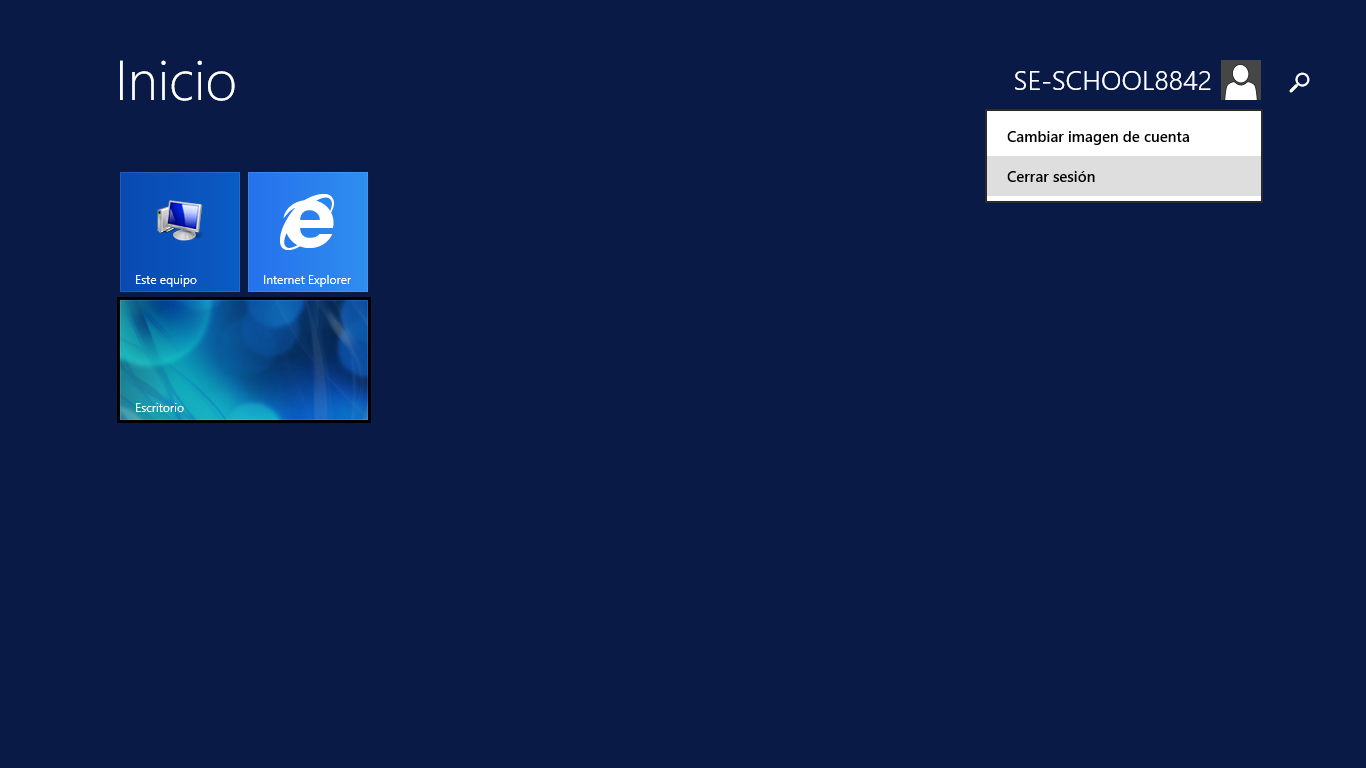 Inicio
SE-SCHOOL8842
Cambiar imagen de cuenta
Cerrar sesión
Este equipo
Internet Explorer
Escritorio